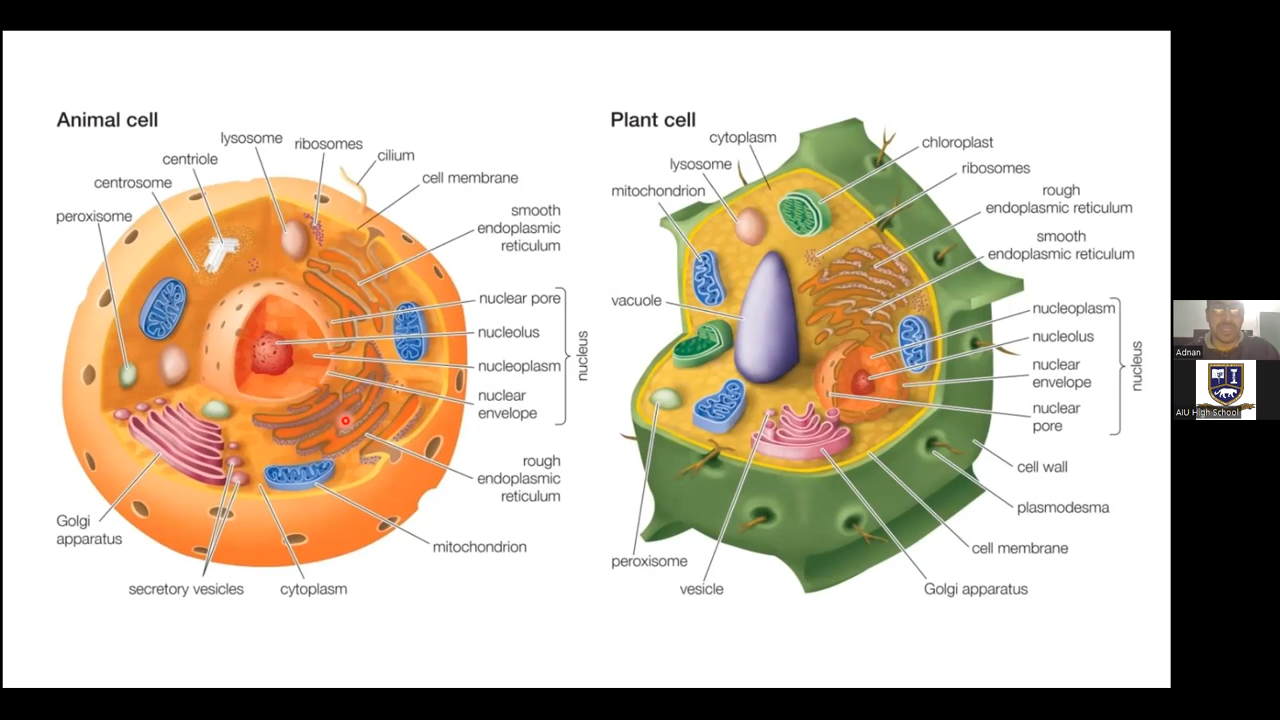 Animal cell
lysosome
ribosomes
centriole
cilium
centrosome
cell membrane
peroxisome
smooth
endoplasmic
reticulum
nuclear pore
nucleolus
nucleoplasm
nuclear
envelope
nucleus
rough
endoplasmic
reticulum
Golgi
apparatus
mitochondrion
secretory vesicles
cytoplasm
Plant cell
cytoplasm
chloroplast
lysosome
ribosomes
mitochondrion
rough
endoplasmic reticulum
smooth
endoplasmic reticulum
vacuole
nucleoplasm
nucleolus
nuclear
envelope
nuclear
pore
nucleus
cell wall
plasmodesma
cell membrane
peroxisome
vesicle
Golgi apparatus
Adnan
AIU High School